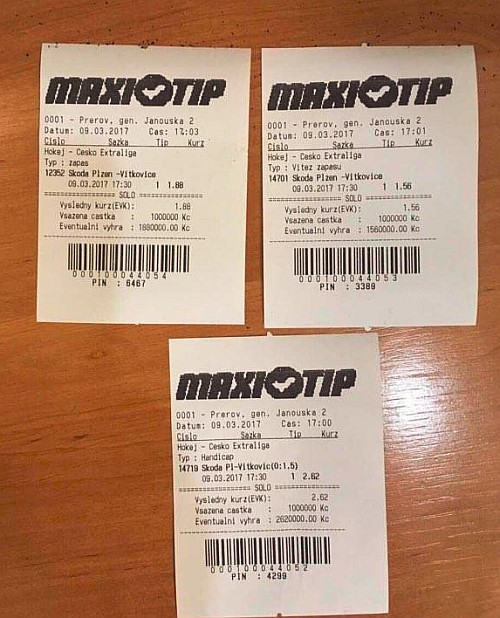 MAXI TIP
0001 - Prerov, gen. Janouska 2
Datum: 09.03.2017 Cas: 17:03
Cislo Sazka Tip Kurz
Hokej - Cesko Extraliga
Typ : zapas
12352 Skoda Plzen -Vitkovice
09.03.2017 17:30 1 1.88
==================== SOLO ====================
Vysledny kurz(EVK): 1.88
Vsazena castka : 1000000 Kc
Eventualni vyhra : 1880000.00 Kc
000100044054
PIN : 6467
MAXI TIP
0001 - Prerov, gen. Janouska 2
Datum: 09.03.2017 Cas: 17:01
Cislo Sazka Tip Kurz
Hokej - Cesko Extraliga
Typ : Vitez zapasu
14701 Skoda Plzen -Vitkovice
09.03.2017 17:30 1 1.56
==================== SOLO ====================
Vysledny kurz(EVK): 1.56
Vsazena castka : 1000000 Kc
Eventualni vyhra : 1560000.00 Kc
000100044053
PIN : 3389
MAXI TIP
0001 - Prerov, gen. Janouska 2
Datum: 09.03.2017 Cas: 17:00
Cislo Sazka Tip Kurz
Hokej - Cesko Extraliga
Typ : Handicap
14719 Skoda Pl-Vitkovic(0:1.5)
09.03.2017 17:30 1 2.62
==================== SOLO ====================
Vysledny kurz(EVK): 2.62
Vsazena castka : 1000000 Kc
Eventualni vyhra : 2620000.00 Kc
000100044052
PIN : 4299